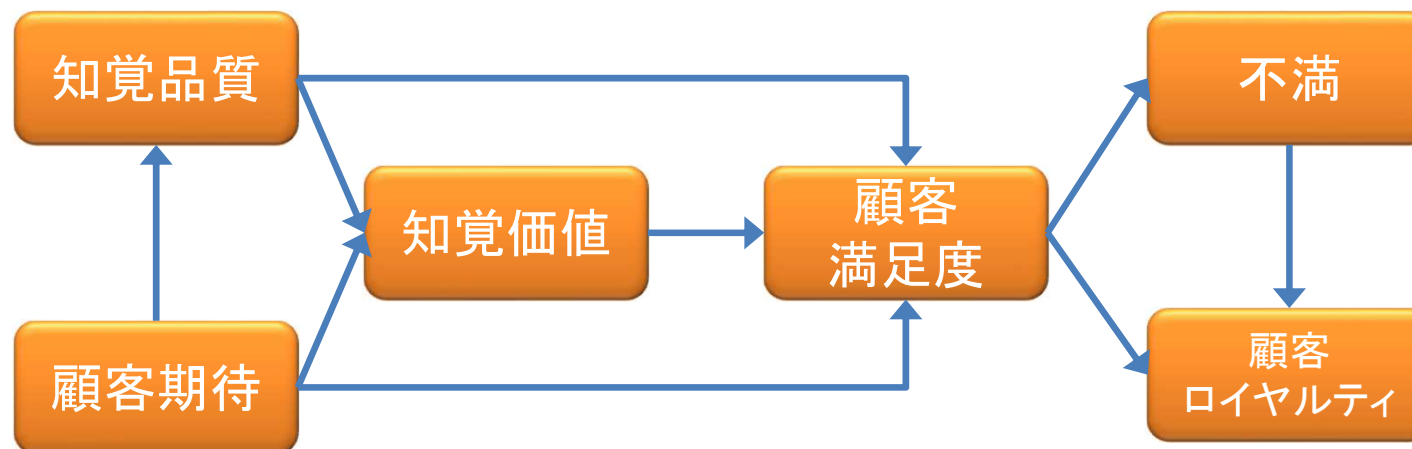 知覚品質
不満
知覚価値
顧客
満足度
顧客期待
顧客
ロイヤルティ